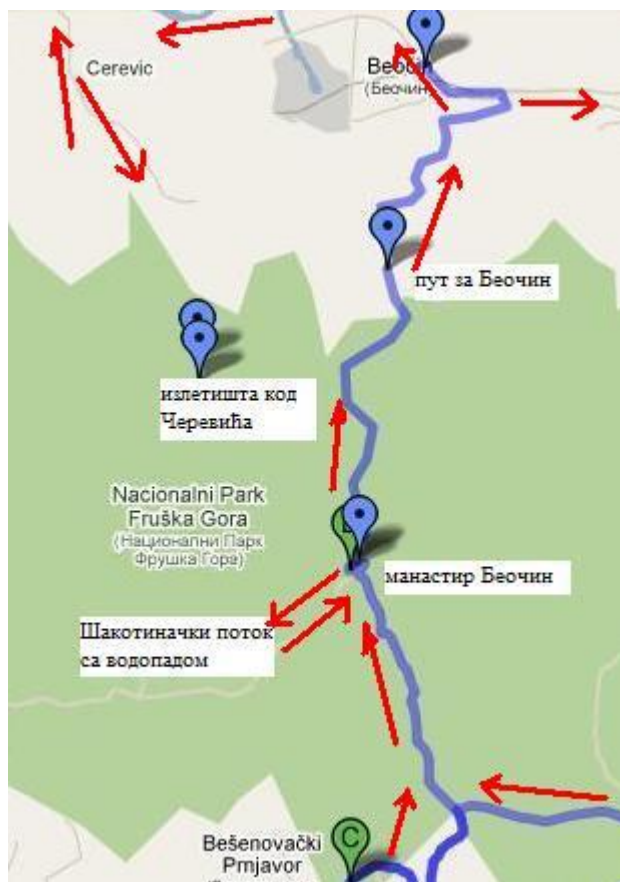 Cerevic
Беочин
(Беочин)
пут за Беочин
излетишта код
Черевића
Nacionalni Park
Fruška Gora
(Национални Парк
Фрушка Гора)
манастир Беочин
Шакотиначки поток
са водопадом
Bešenovački
Prnjavor
C